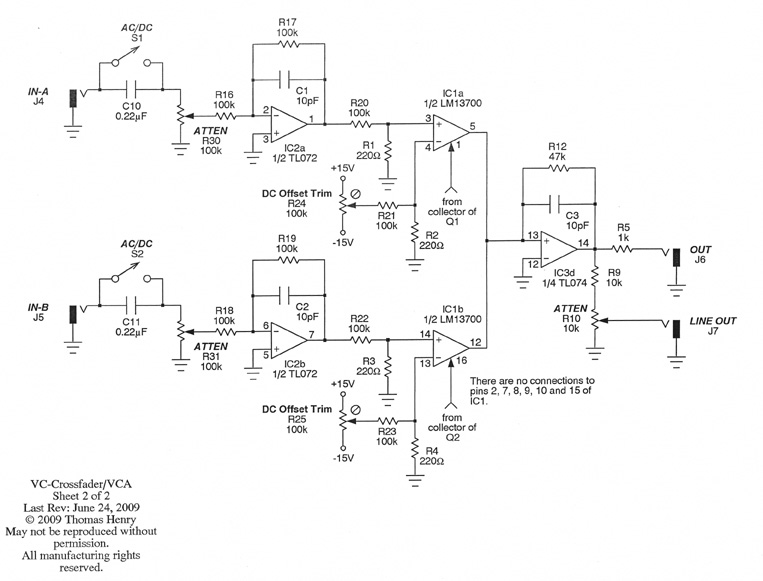 AC/DC
S1
IN-A
J4
C10
0.22µF
R16
100k
ATTEN
R30
100k
R17
100k
C1
10pF
2
-
3
+
1
IC2a
1/2 TL072
R20
100k
R1
220Ω
IC1a
1/2 LM13700
3
+
4
-
5
1
from
collector of
Q1
+15V
DC Offset Trim
R24
100k
-15V
R21
100k
R2
220Ω
R12
47k
C3
10pF
13
-
12
+
14
IC3d
1/4 TL074
R5
1k
OUT
J6
R9
10k
ATTEN
R10
10k
LINE OUT
J7
AC/DC
S2
IN-B
J5
C11
0.22µF
R18
100k
ATTEN
R31
100k
R19
100k
C2
10pF
6
-
5
+
7
IC2b
1/2 TL072
R22
100k
R3
220Ω
IC1b
1/2 LM13700
14
+
13
-
12
16
from
collector of
Q2
+15V
DC Offset Trim
R25
100k
-15V
R23
100k
R4
220Ω
There are no connections to
pins 2, 7, 8, 9, 10 and 15 of
IC1.
VC-Crossfader/VCA
Sheet 2 of 2
Last Rev: June 24, 2009
© 2009 Thomas Henry
May not be reproduced without
permission.
All manufacturing rights
reserved.